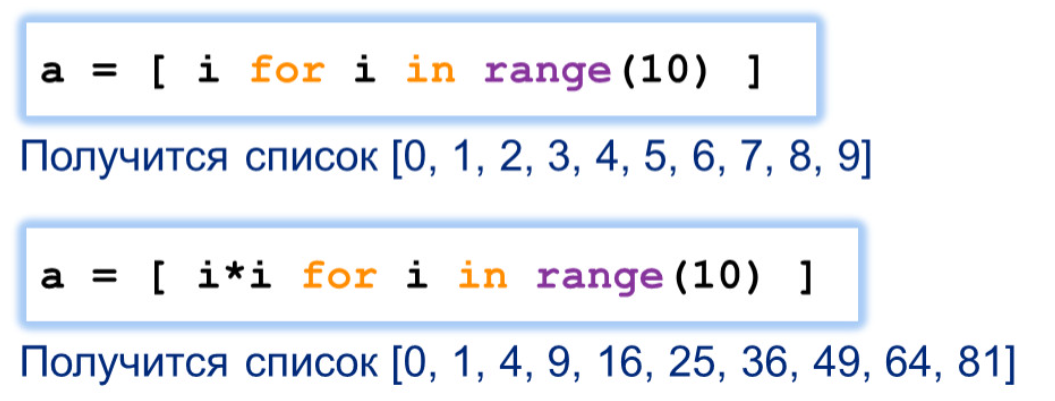 a = [ i for i in range(10) ]
Получится список [0, 1, 2, 3, 4, 5, 6, 7, 8, 9]
a = [ i*i for i in range(10) ]
Получится список [0, 1, 4, 9, 16, 25, 36, 49, 64, 81]